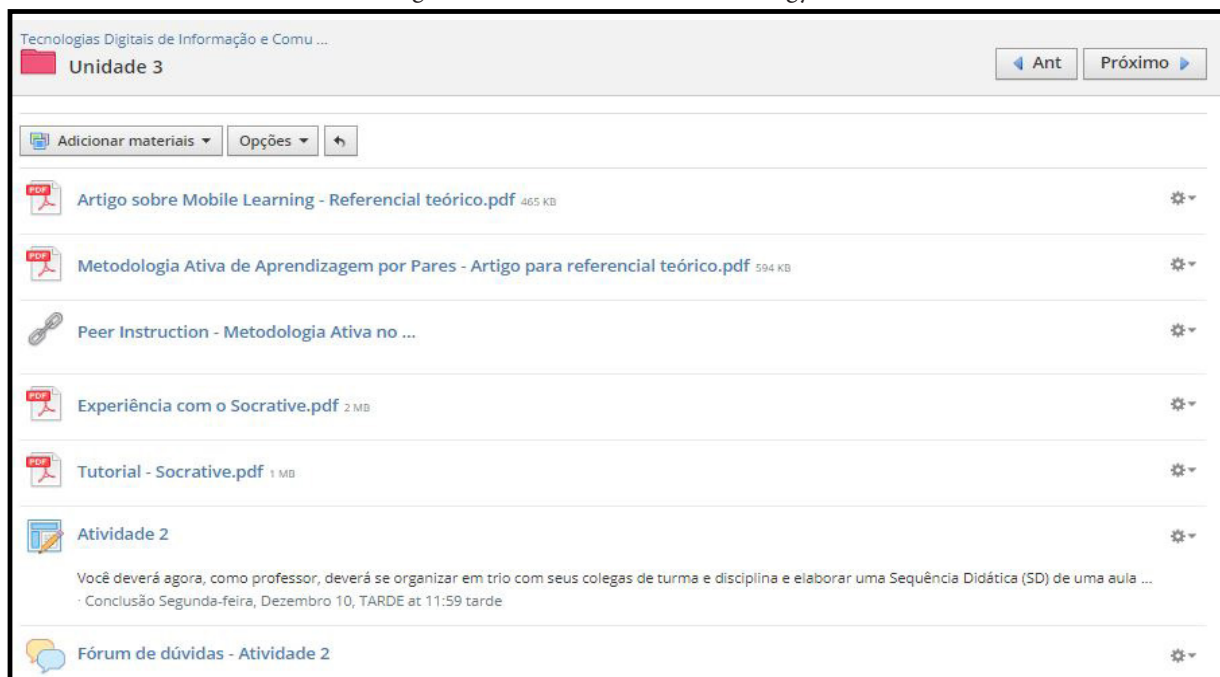 Tecnologias Digitais de Informação e Comu ...
Unidade 3
Ant
Próximo
Adicionar materiais
Opções
Artigo sobre Mobile Learning - Referencial teórico.pdf 465 KB
Metodologia Ativa de Aprendizagem por Pares - Artigo para referencial teórico.pdf 594 KB
Peer Instruction - Metodologia Ativa no ...
Experiência com o Socrative.pdf 2 MB
Tutorial - Socrative.pdf 1 MB
Atividade 2
Você deverá agora, como professor, deverá se organizar em trio com seus colegas de turma e disciplina e elaborar uma Sequência Didática (SD) de uma aula ...
· Conclusão Segunda-feira, Dezembro 10, TARDE at 11:59 tarde
Fórum de dúvidas - Atividade 2